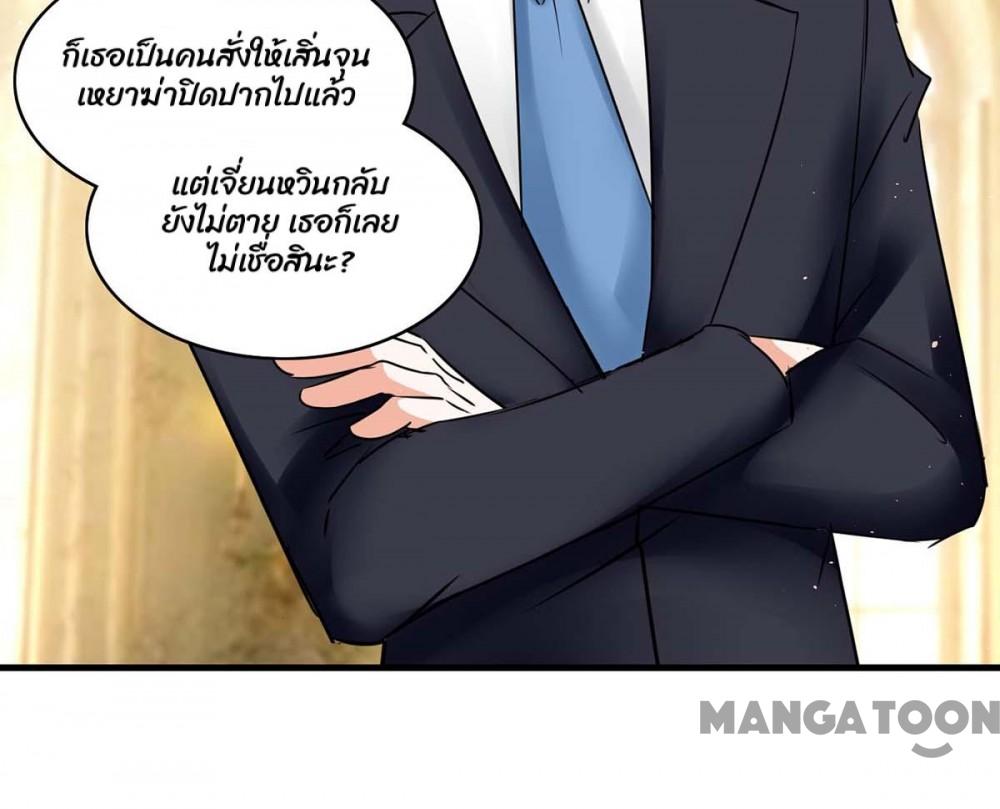 ก็เธอเป็นคนสั่งให้เสิ่นจุน
เหยาฆ่าปิดปากไปแล้ว
แต่เจี่ยนหวินกลับ
ยังไม่ตาย เธอก็เลย
ไม่เชื่อสินะ?
MANGATOON